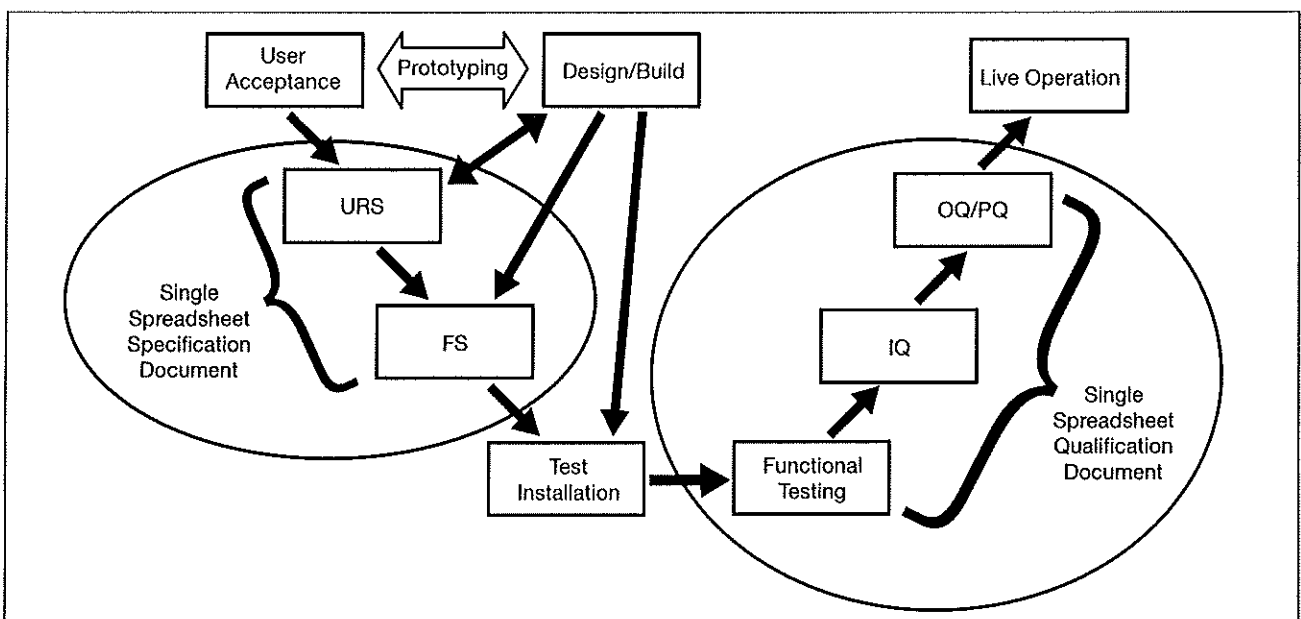 User
Acceptance
Prototyping
Design/Build
Live Operation
URS
OQ/PQ
Single
Spreadsheet
Specification
Document
FS
IQ
Single
Spreadsheet
Qualification
Document
Test
Installation
Functional
Testing